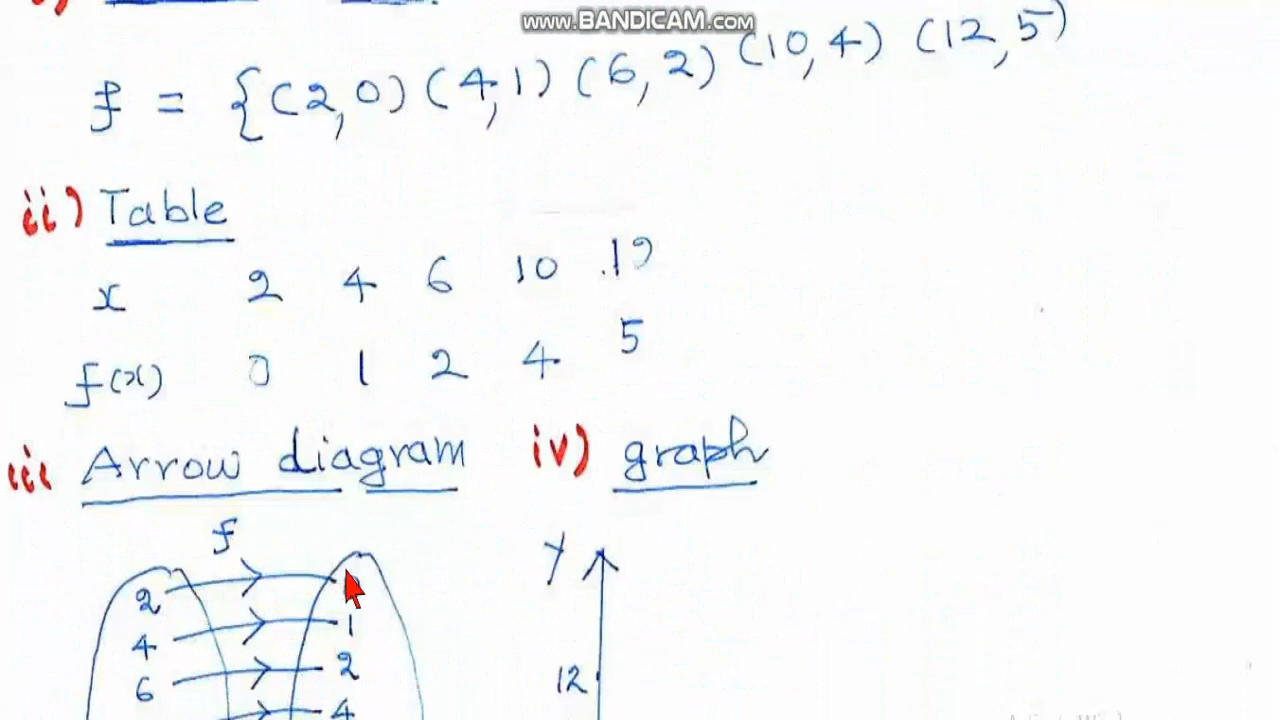 www.BANDICAM.com
f = {(2,0) (4,1) (6,2) (10,4) (12,5)
ii) Table
x 2 4 6 10 12
f(x) 0 1 2 4 5
iii Arrow diagram iv) graph
f
y
2
4 1
6 2
4
12